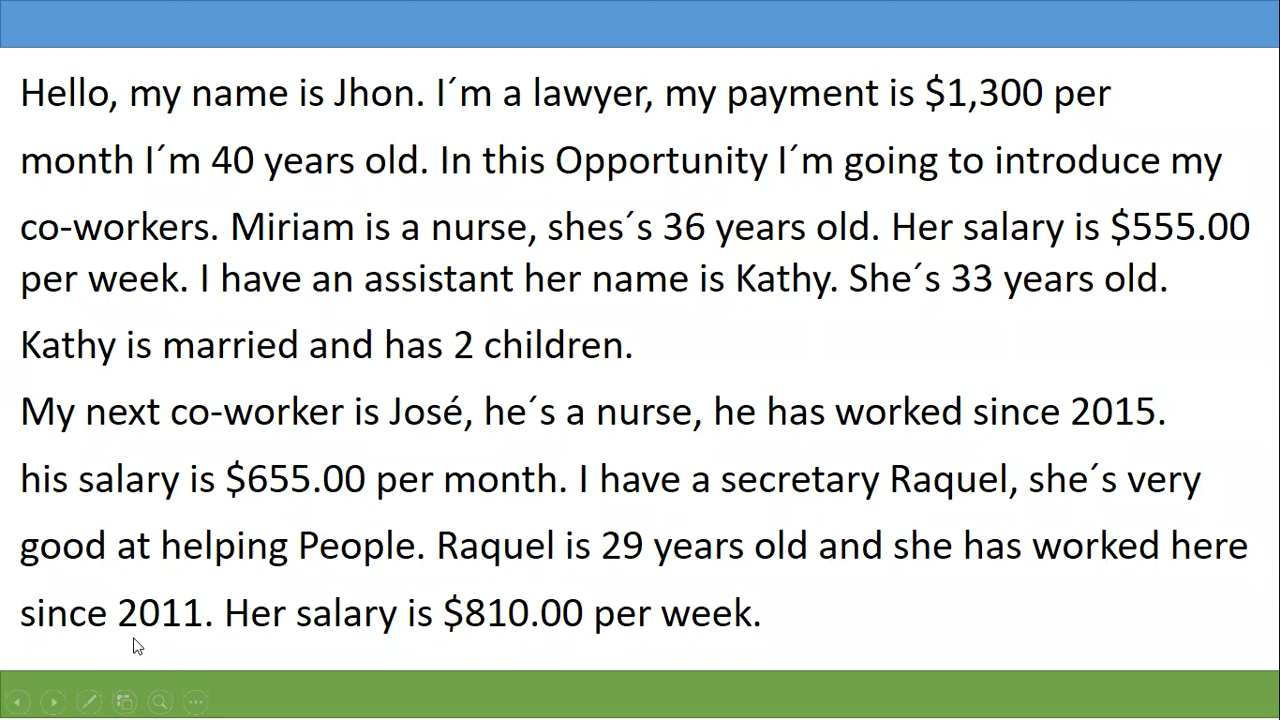 Hello, my name is Jhon. I´m a lawyer, my payment is $1,300 per
month I´m 40 years old. In this Opportunity I´m going to introduce my
co-workers. Miriam is a nurse, shes´s 36 years old. Her salary is $555.00
per week. I have an assistant her name is Kathy. She´s 33 years old.
Kathy is married and has 2 children.
My next co-worker is José, he´s a nurse, he has worked since 2015.
his salary is $655.00 per month. I have a secretary Raquel, she´s very
good at helping People. Raquel is 29 years old and she has worked here
since 2011. Her salary is $810.00 per week.